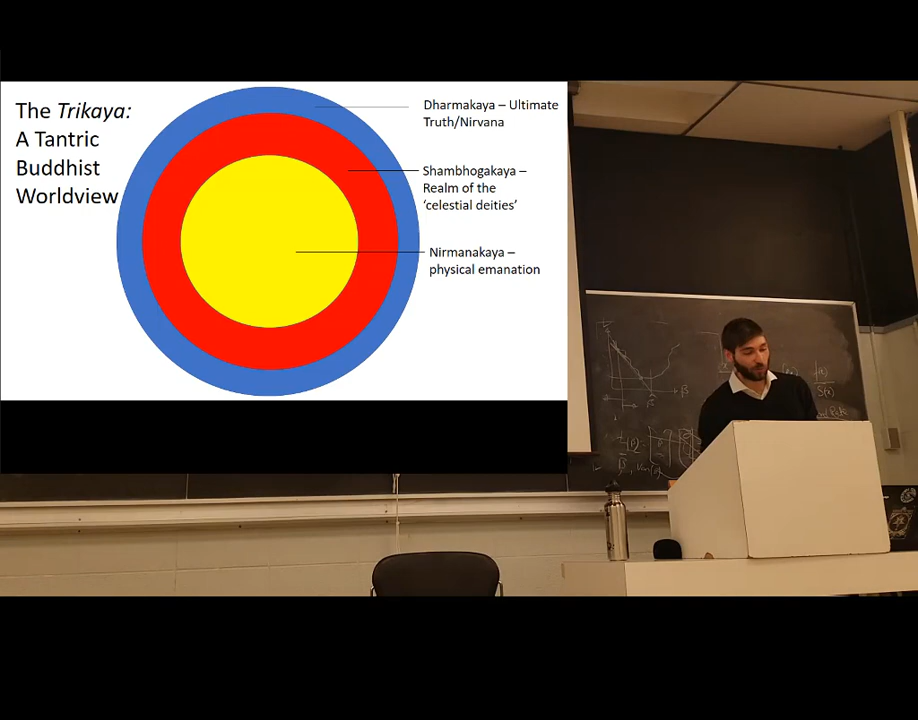 The Trikaya:
A Tantric
Buddhist
Worldview
Dharmakaya – Ultimate
Truth/Nirvana
Shambhogakaya –
Realm of the
‘celestial deities’
Nirmanakaya –
physical emanation